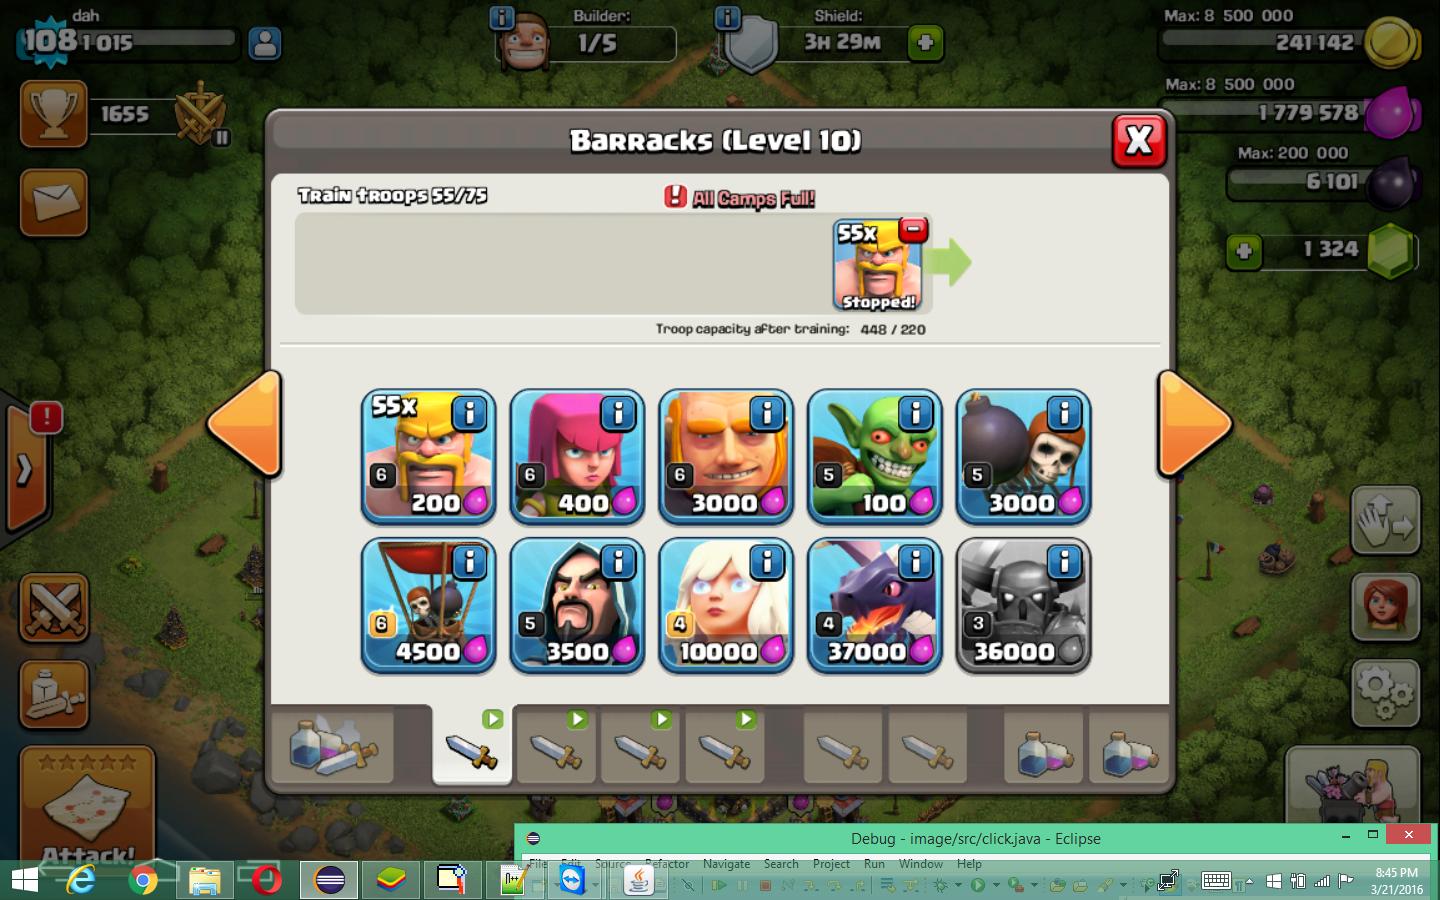 dah
108
1 015
Builder:
1/5
Shield:
3H 29M
Max: 8 500 000
241 142
Max: 8 500 000
1 779 578
Max: 200 000
6 101
1 324
1655
Barracks (Level 10)
X
Train troops 55/75
! All Camps Full!
55x
Stopped!
Troop capacity after training: 448 / 220
55x i i i i i
6 6 6 5 5
200 400 3000 100 3000
i i i i i
6 5 4 4 3
4500 3500 10000 37000 36000
!
Attack!
Debug - image/src/click.java - Eclipse
File Edit Source Refactor Navigate Search Project Run Window Help
8:45 PM
3/21/2016